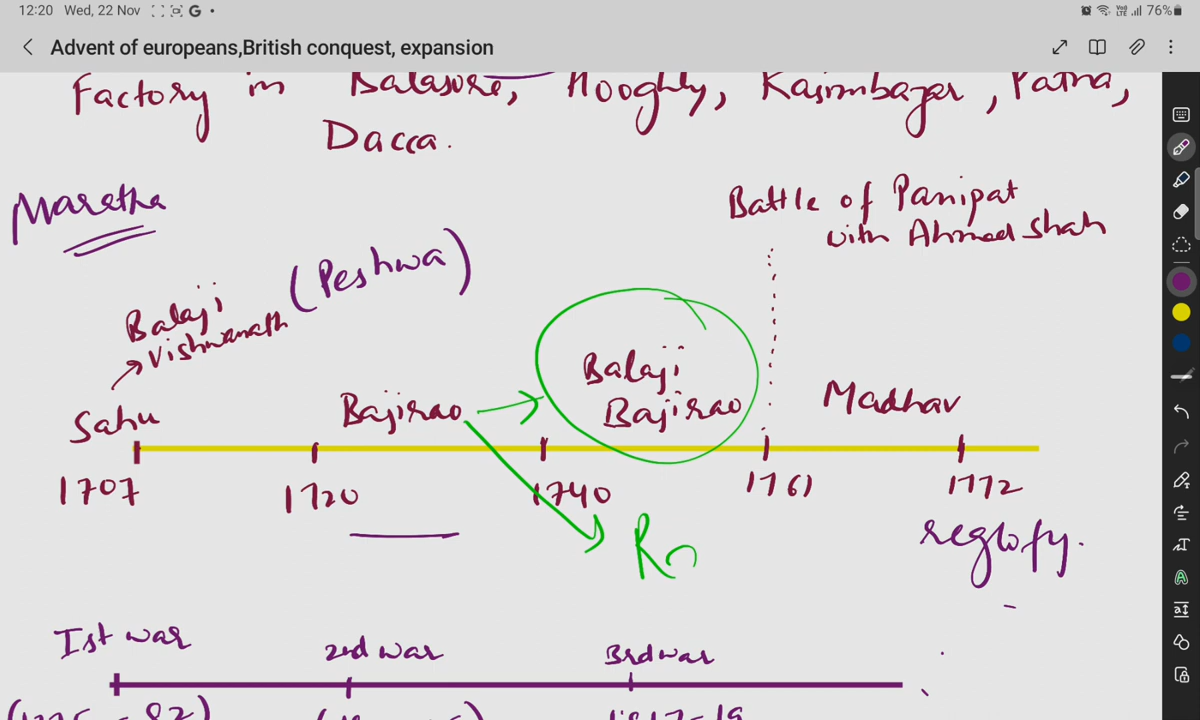 12:20 Wed, 22 Nov
76%
Advent of europeans,British conquest, expansion
Factory in Balasore, Hooghly, Kasimbazar, Patna,
Dacca.
Maratha
Battle of Panipat
with Ahmed Shah
(Peshwa)
Balaji
Vishwanath
Sahu
Bajirao
Balaji
Bajirao
Madhav
1707
1720
1740
1761
1772
Ist war
2nd war
3rd war